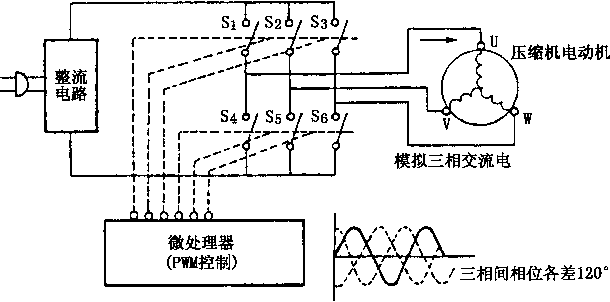 S1 S2 S3
整流
电路
U
压缩机电动机
S4 S5 S6
V
W
模拟三相交流电
微处理器
(PWM控制)
三相间相位各差120°